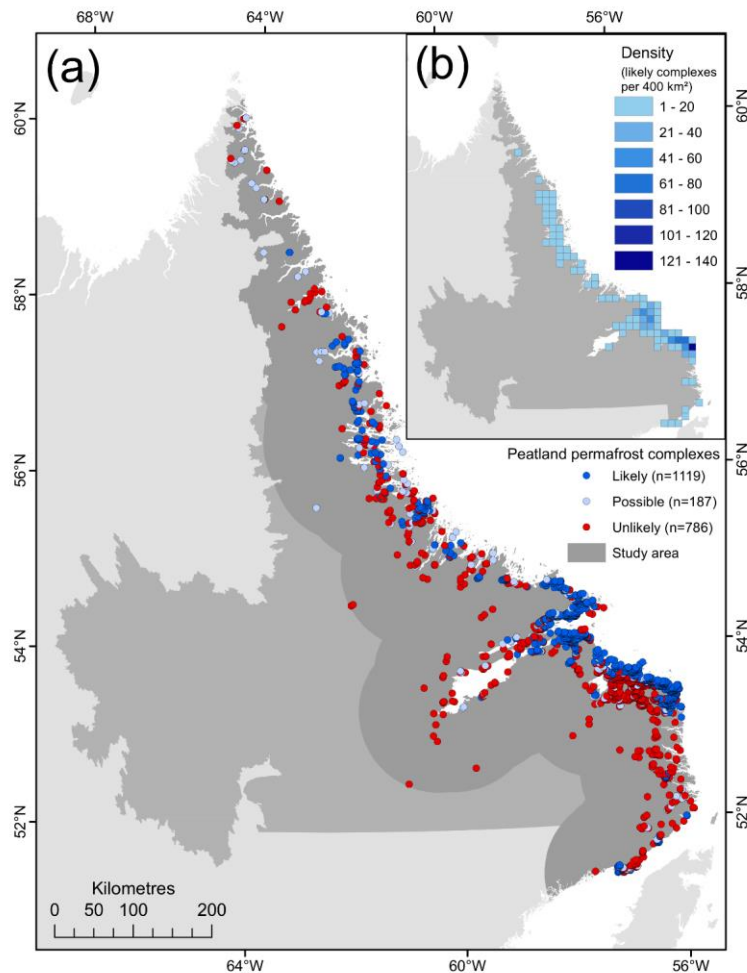 68°W
64°W
60°W
56°W
(a)
(b)
Density
(likely complexes
per 400 km²)
1 - 20
21 - 40
41 - 60
61 - 80
81 - 100
101 - 120
121 - 140
60°N
60°N
58°N
58°N
56°N
56°N
54°N
54°N
52°N
52°N
Peatland permafrost complexes
Likely (n=1119)
Possible (n=187)
Unlikely (n=786)
Study area
Kilometres
0 50 100 200
64°W
60°W
56°W